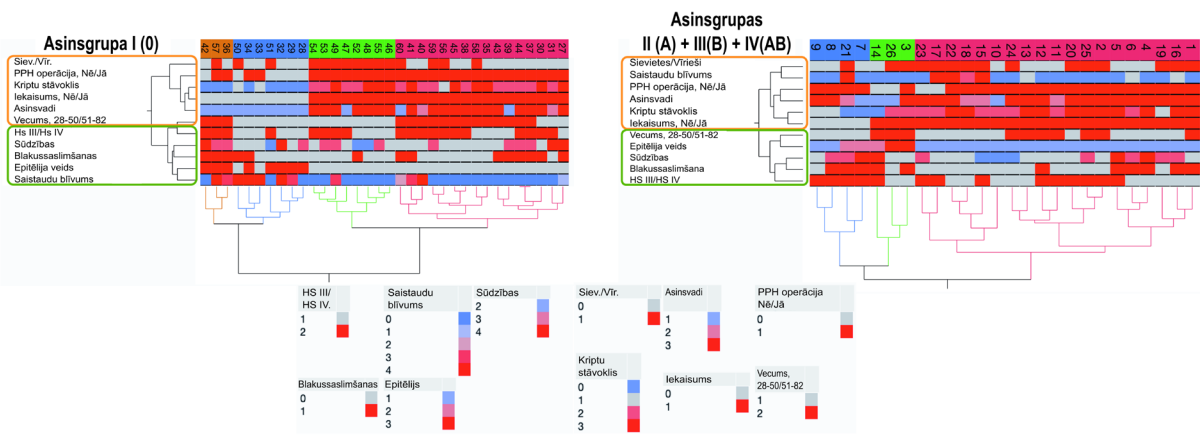 Asinsgrupa I (0)
42 57 36 50 34 33 51 32 29 28 54 53 49 47 52 48 55 46 60 41 40 58 59 56 45 38 35 43 39 44 37 30 31 27
Siev./Vīr.
PPH operācija, Nē/Jā
Kriptu stāvoklis
Iekaisums, Nē/Jā
Asinsvadi
Vecums, 28-50/51-82
Hs III/Hs IV
Sūdzības
Blakussaslimšanas
Epitēlija veids
Saistaudu blīvums
Asinsgrupas
II (A) + III(B) + IV(AB)
9 8 21 7 14 26 3 23 17 22 18 15 10 24 13 12 11 20 25 2 5 6 4 19 16 1
Sievietes/Vīrieši
Saistaudu blīvums
PPH operācija, Nē/Jā
Asinsvadi
Kriptu stāvoklis
Iekaisums, Nē/Jā
Vecums, 28-50/51-82
Epitēlija veids
Sūdzības
Blakussaslimšana
HS III/HS IV
HS III/
HS IV.
1
2
Saistaudu
blīvums
0
1
2
3
4
Sūdzības
2
3
4
Siev./Vīr.
0
1
Asinsvadi
1
2
3
PPH operācija
Nē/Jā
0
1
Blakussaslimšanas
0
1
Epitēlijs
1
2
3
Kriptu
stāvoklis
0
1
2
3
Iekaisums
0
1
Vecums,
28-50/51-82
1
2